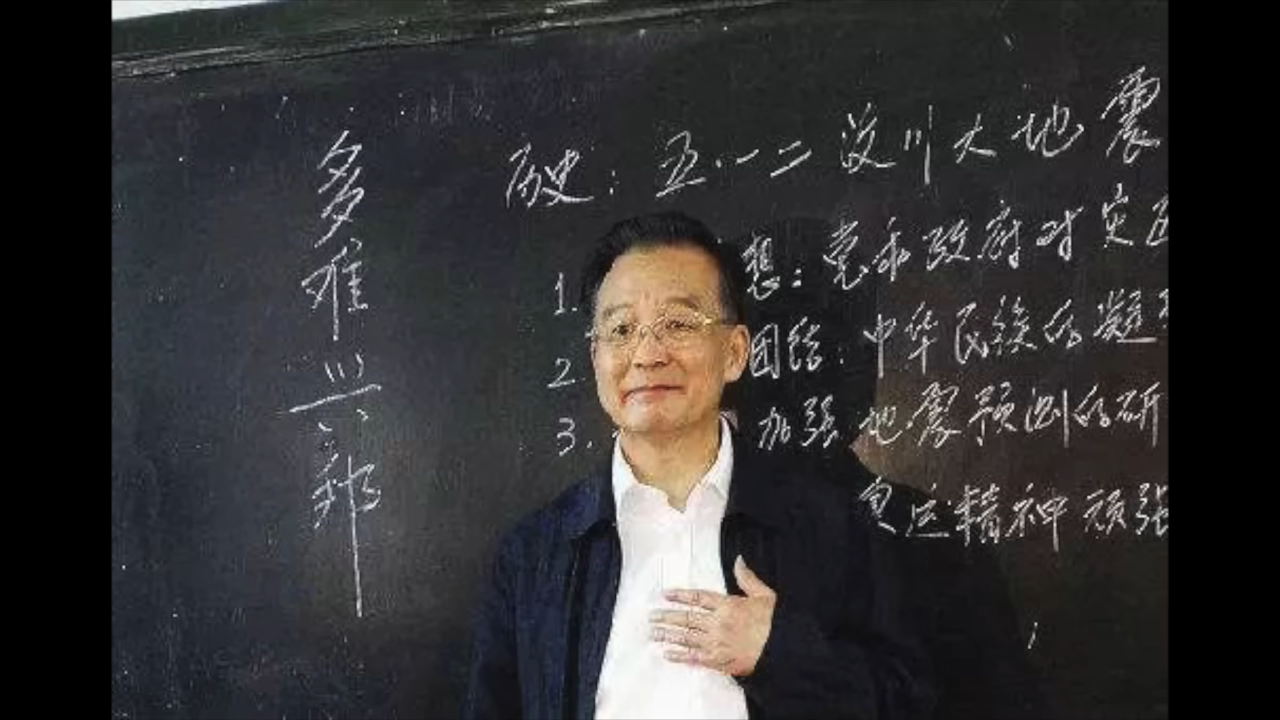 多难兴邦
历史：五·一二汶川大地震
1. 想：党和政府对灾区
2. 团结：中华民族的凝
3. 加强地震预测的研
奥运精神 顽强